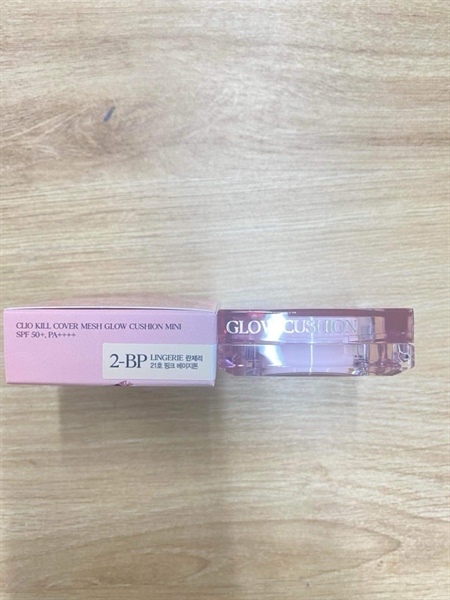 CLIO KILL COVER MESH GLOW CUSHION MINI
SPF 50+, PA++++
2-BP LINGERIE 란제리
21호 핑크 베이지톤
GLOW CUSHION